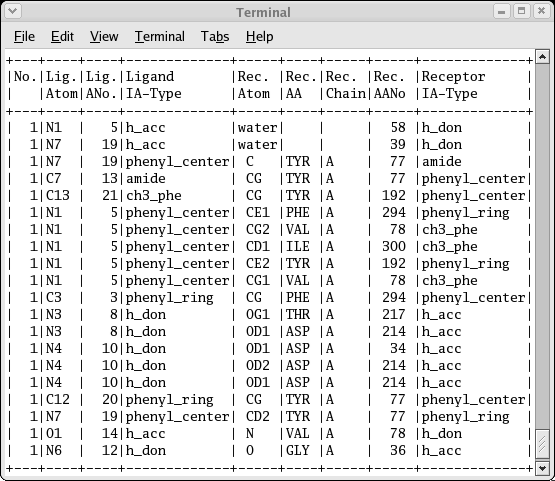 Terminal
File Edit View Terminal Tabs Help
+---+----+----+-------------+-----+----+-----+----+-------------+
|No.|Lig.|Lig.|Ligand       |Rec. |Rec.|Rec. |Rec.|Receptor     |
|   |Atom|ANo.|IA-Type      |Atom |AA  |Chain|AANo|IA-Type      |
+---+----+----+-------------+-----+----+-----+----+-------------+
|  1|N1  |   5|h_acc        |water|    |     |  58|h_don        |
|  1|N7  |  19|h_acc        |water|    |     |  39|h_don        |
|  1|N7  |  19|phenyl_center| C   |TYR |A    |  77|amide        |
|  1|C7  |  13|amide        | CG  |TYR |A    |  77|phenyl_center|
|  1|C13 |  21|ch3_phe      | CG  |TYR |A    | 192|phenyl_center|
|  1|N1  |   5|phenyl_center| CE1 |PHE |A    | 294|phenyl_ring  |
|  1|N1  |   5|phenyl_center| CG2 |VAL |A    |  78|ch3_phe      |
|  1|N1  |   5|phenyl_center| CD1 |ILE |A    | 300|ch3_phe      |
|  1|N1  |   5|phenyl_center| CE2 |TYR |A    | 192|phenyl_ring  |
|  1|N1  |   5|phenyl_center| CG1 |VAL |A    |  78|ch3_phe      |
|  1|C3  |   3|phenyl_ring  | CG  |PHE |A    | 294|phenyl_center|
|  1|N3  |   8|h_don        | OG1 |THR |A    | 217|h_acc        |
|  1|N3  |   8|h_don        | OD1 |ASP |A    | 214|h_acc        |
|  1|N4  |  10|h_don        | OD1 |ASP |A    |  34|h_acc        |
|  1|N4  |  10|h_don        | OD2 |ASP |A    | 214|h_acc        |
|  1|N4  |  10|h_don        | OD1 |ASP |A    | 214|h_acc        |
|  1|C12 |  20|phenyl_ring  | CG  |TYR |A    |  77|phenyl_center|
|  1|N7  |  19|phenyl_center| CD2 |TYR |A    |  77|phenyl_ring  |
|  1|O1  |  14|h_acc        | N   |VAL |A    |  78|h_don        |
|  1|N6  |  12|h_don        | O   |GLY |A    |  36|h_acc        |
+---+----+----+-------------+-----+----+-----+----+-------------+